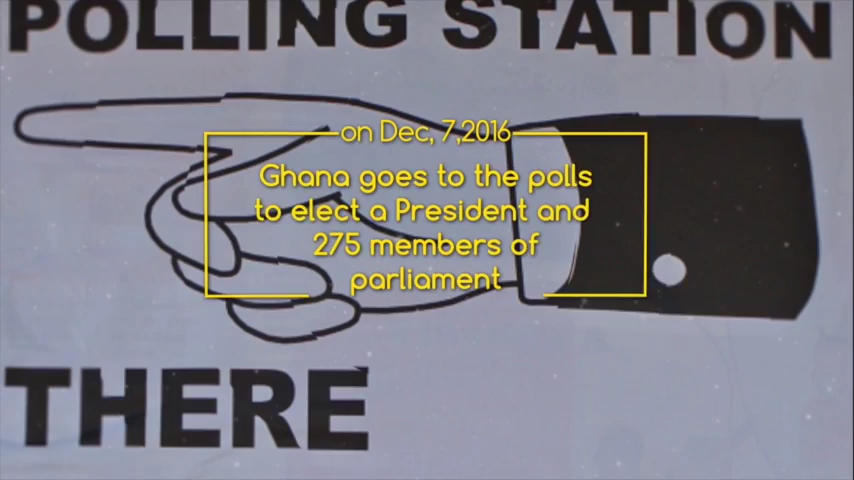 POLLING STATION
on Dec, 7,2016
Ghana goes to the polls
to elect a President and
275 members of
parliament
THERE